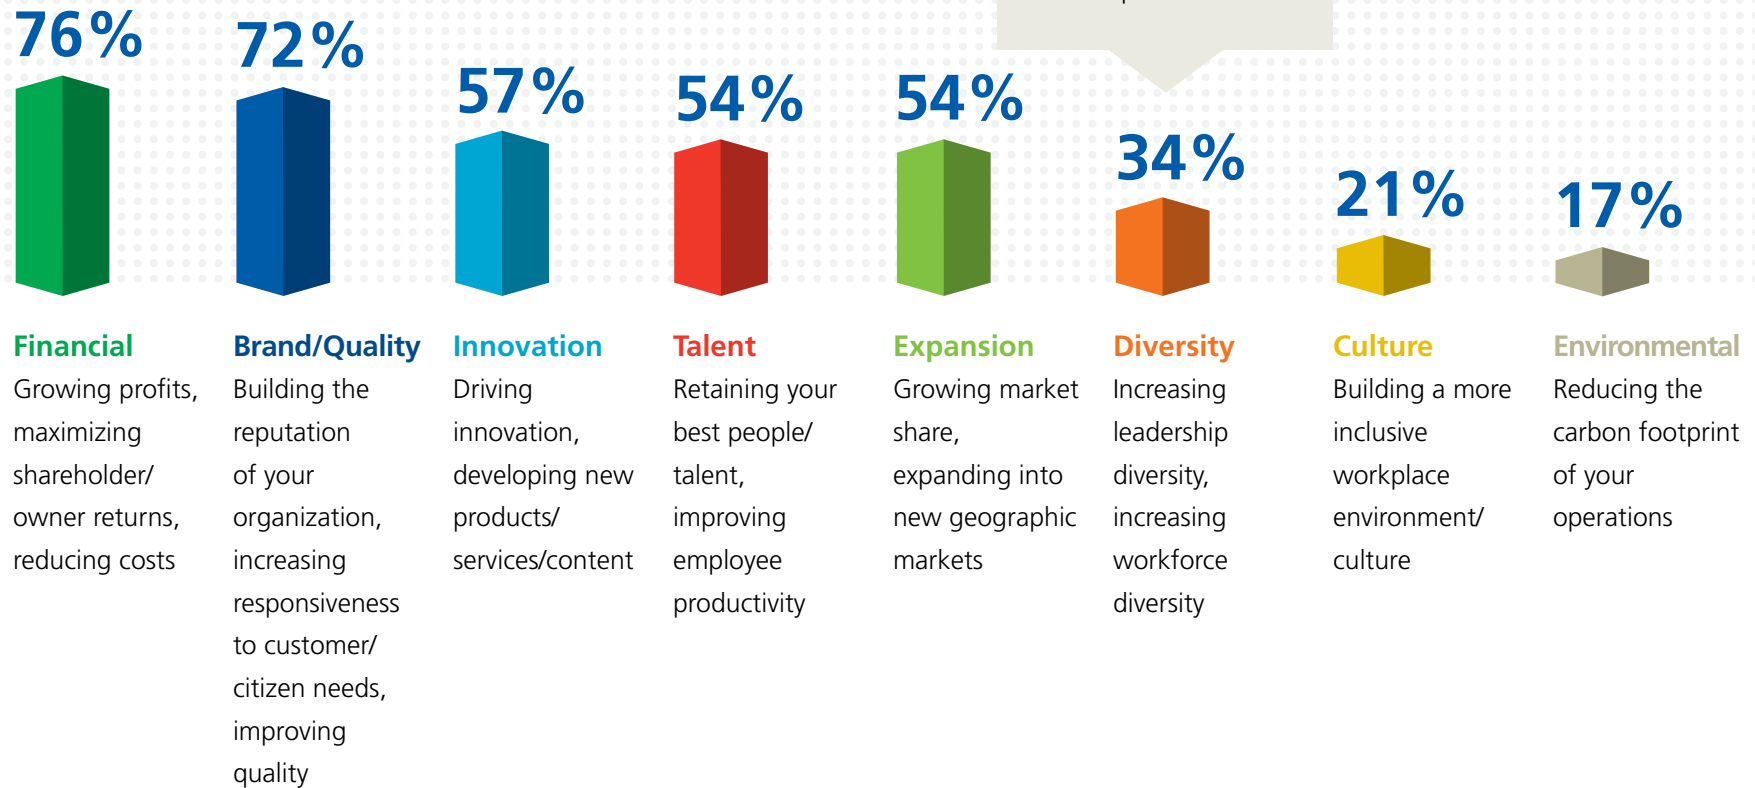 76%
72%
57%
54%
54%
34%
21%
17%
Financial
Growing profits,
maximizing
shareholder/
owner returns,
reducing costs
Brand/Quality
Building the
reputation
of your
organization,
increasing
responsiveness
to customer/
citizen needs,
improving
quality
Innovation
Driving
innovation,
developing new
products/
services/content
Talent
Retaining your
best people/
talent,
improving
employee
productivity
Expansion
Growing market
share,
expanding into
new geographic
markets
Diversity
Increasing
leadership
diversity,
increasing
workforce
diversity
Culture
Building a more
inclusive
workplace
environment/
culture
Environmental
Reducing the
carbon footprint
of your
operations